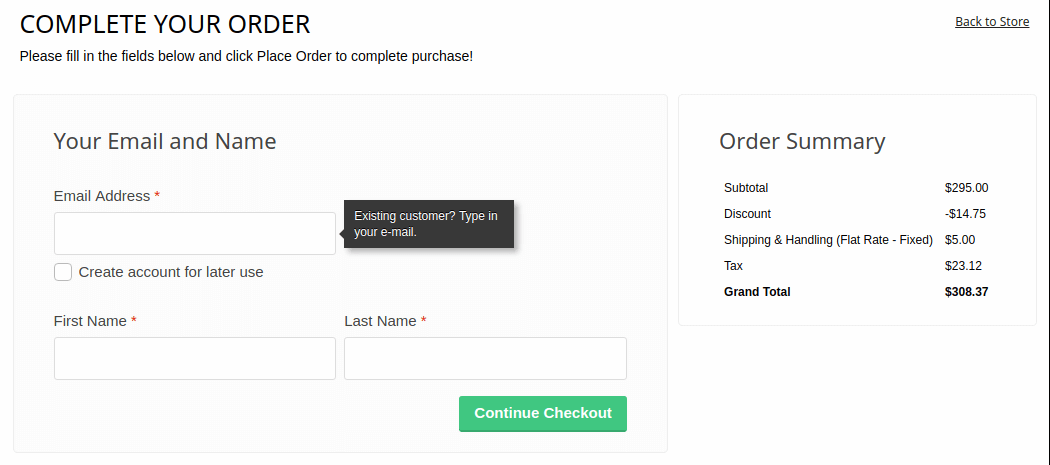 COMPLETE YOUR ORDER
Back to Store
Please fill in the fields below and click Place Order to complete purchase!
Your Email and Name
Email Address *
Existing customer? Type in
your e-mail.
Create account for later use
First Name *
Last Name *
Continue Checkout
Order Summary
Subtotal $295.00
Discount -$14.75
Shipping & Handling (Flat Rate - Fixed) $5.00
Tax $23.12
Grand Total $308.37